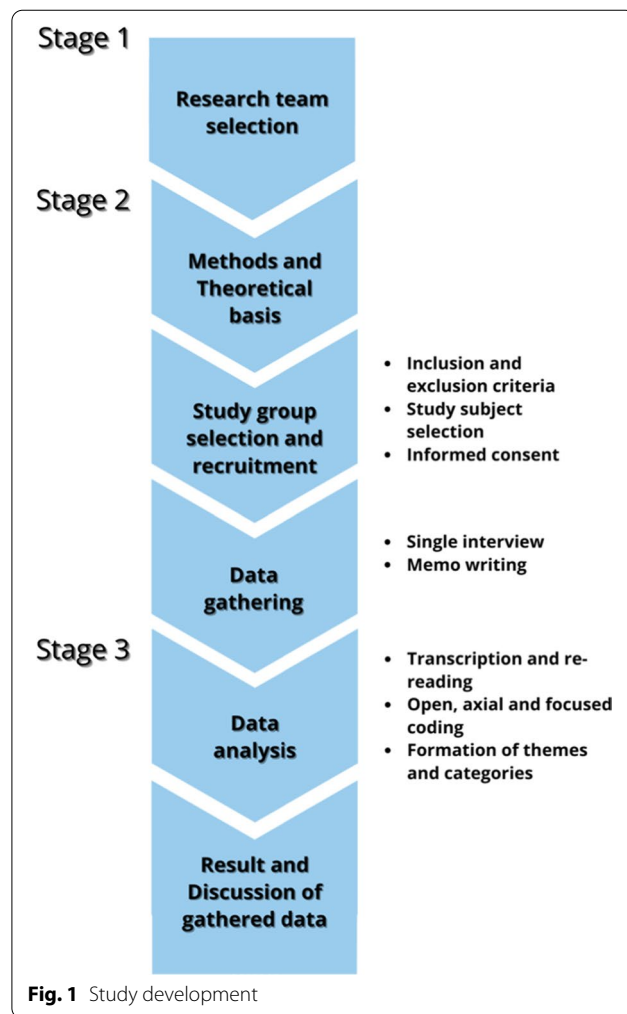 Stage 1
Research team
selection
Stage 2
Methods and
Theoretical
basis
Study group
selection and
recruitment
• Inclusion and
exclusion criteria
• Study subject
selection
• Informed consent
Data
gathering
• Single interview
• Memo writing
Stage 3
Data
analysis
• Transcription and re-
reading
• Open, axial and focused
coding
• Formation of themes
and categories
Result and
Discussion of
gathered data
Fig. 1 Study development